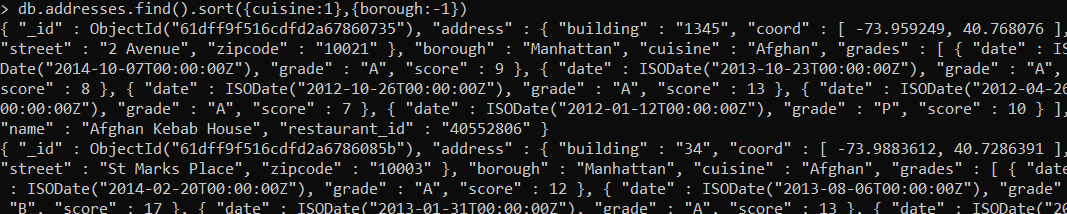 > db.addresses.find().sort({cuisine:1},{borough:-1})
{ "_id" : ObjectId("61dff9f516cdfd2a67860735"), "address" : { "building" : "1345", "coord" : [ -73.959249, 40.768076 ],
"street" : "2 Avenue", "zipcode" : "10021" }, "borough" : "Manhattan", "cuisine" : "Afghan", "grades" : [ { "date" : IS
Date("2014-10-07T00:00:00Z"), "grade" : "A", "score" : 9 }, { "date" : ISODate("2013-10-23T00:00:00Z"), "grade" : "A",
score" : 8 }, { "date" : ISODate("2012-10-26T00:00:00Z"), "grade" : "A", "score" : 13 }, { "date" : ISODate("2012-04-26
00:00:00Z"), "grade" : "A", "score" : 7 }, { "date" : ISODate("2012-01-12T00:00:00Z"), "grade" : "P", "score" : 10 } ],
"name" : "Afghan Kebab House", "restaurant_id" : "40552806" }
{ "_id" : ObjectId("61dff9f516cdfd2a6786085b"), "address" : { "building" : "34", "coord" : [ -73.9883612, 40.7286391 ],
"street" : "St Marks Place", "zipcode" : "10003" }, "borough" : "Manhattan", "cuisine" : "Afghan", "grades" : [ { "date"
: ISODate("2014-02-20T00:00:00Z"), "grade" : "A", "score" : 12 }, { "date" : ISODate("2013-08-06T00:00:00Z"), "grade"
"B", "score" : 17 }, { "date" : ISODate("2013-01-31T00:00:00Z"), "grade" : "A", "score" : 13 }, { "date" : ISODate("20